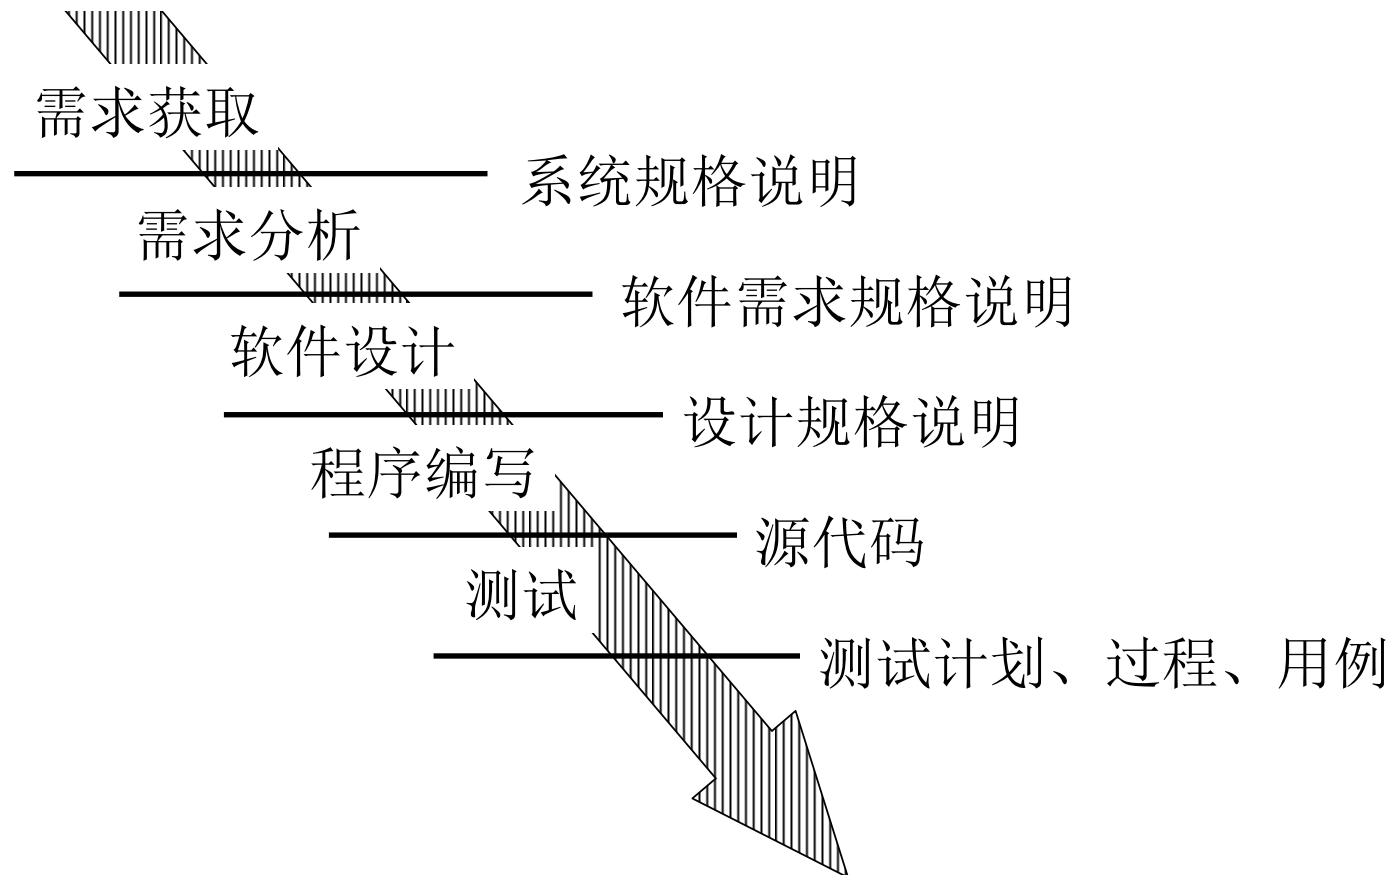 需求获取
系统规格说明
需求分析
软件需求规格说明
软件设计
设计规格说明
程序编写
源代码
测试
测试计划、过程、用例